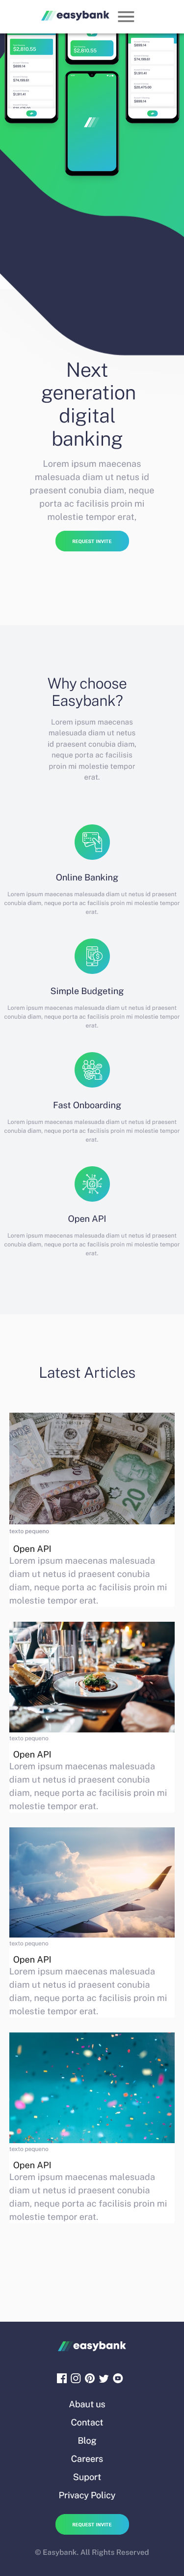 easybank
Next
generation
digital
banking
Lorem ipsum maecenas
malesuada diam ut netus id
praesent conubia diam, neque
porta ac facilisis proin mi
molestie tempor erat,
REQUEST INVITE
Why choose
Easybank?
Lorem ipsum maecenas
malesuada diam ut netus
id praesent conubia diam,
neque porta ac facilisis
proin mi molestie tempor
erat.
Online Banking
Lorem ipsum maecenas malesuada diam ut netus id praesent
conubia diam, neque porta ac facilisis proin mi molestie tempor
erat.
Simple Budgeting
Lorem ipsum maecenas malesuada diam ut netus id praesent
conubia diam, neque porta ac facilisis proin mi molestie tempor
erat.
Fast Onboarding
Lorem ipsum maecenas malesuada diam ut netus id praesent
conubia diam, neque porta ac facilisis proin mi molestie tempor
erat.
Open API
Lorem ipsum maecenas malesuada diam ut netus id praesent
conubia diam, neque porta ac facilisis proin mi molestie tempor
erat.
Latest Articles
texto pequeno
Open API
Lorem ipsum maecenas malesuada
diam ut netus id praesent conubia
diam, neque porta ac facilisis proin mi
molestie tempor erat.
texto pequeno
Open API
Lorem ipsum maecenas malesuada
diam ut netus id praesent conubia
diam, neque porta ac facilisis proin mi
molestie tempor erat.
texto pequeno
Open API
Lorem ipsum maecenas malesuada
diam ut netus id praesent conubia
diam, neque porta ac facilisis proin mi
molestie tempor erat.
texto pequeno
Open API
Lorem ipsum maecenas malesuada
diam ut netus id praesent conubia
diam, neque porta ac facilisis proin mi
molestie tempor erat.
easybank
Abaut us
Contact
Blog
Careers
Suport
Privacy Policy
REQUEST INVITE
© Easybank. All Rights Reserved